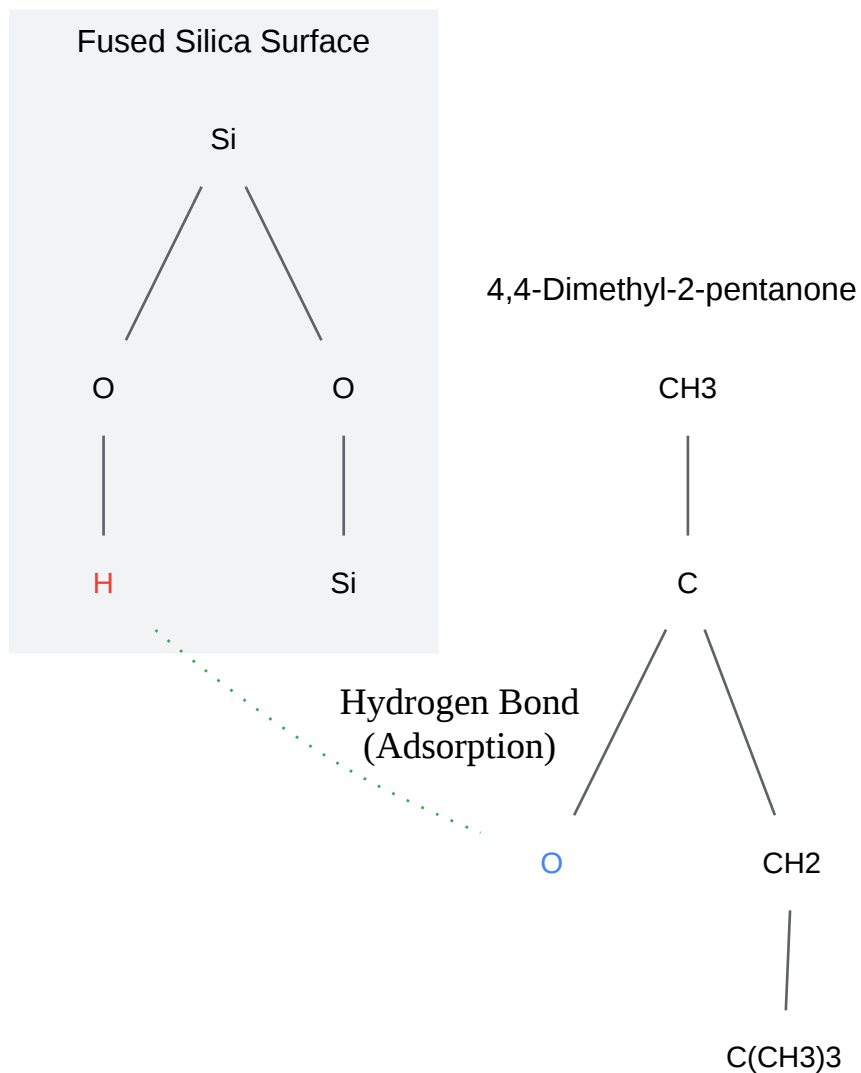 Fused Silica Surface
Si
4,4-Dimethyl-2-pentanone
O
O
CH3
H
Si
C
Hydrogen Bond
(Adsorption)
O
CH2
C(CH3)3